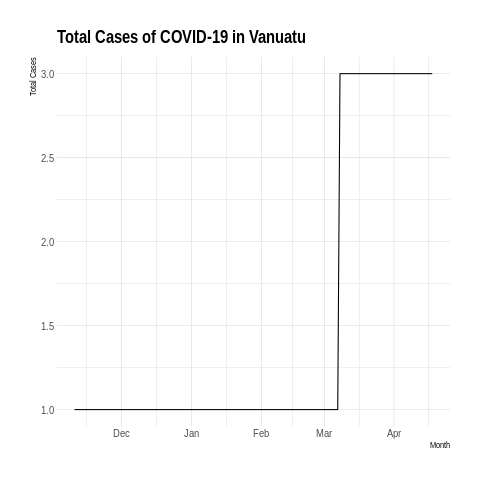 Total Cases of COVID-19 in Vanuatu
Total Cases
3.0
2.5
2.0
1.5
1.0
Dec Jan Feb Mar Apr
Month